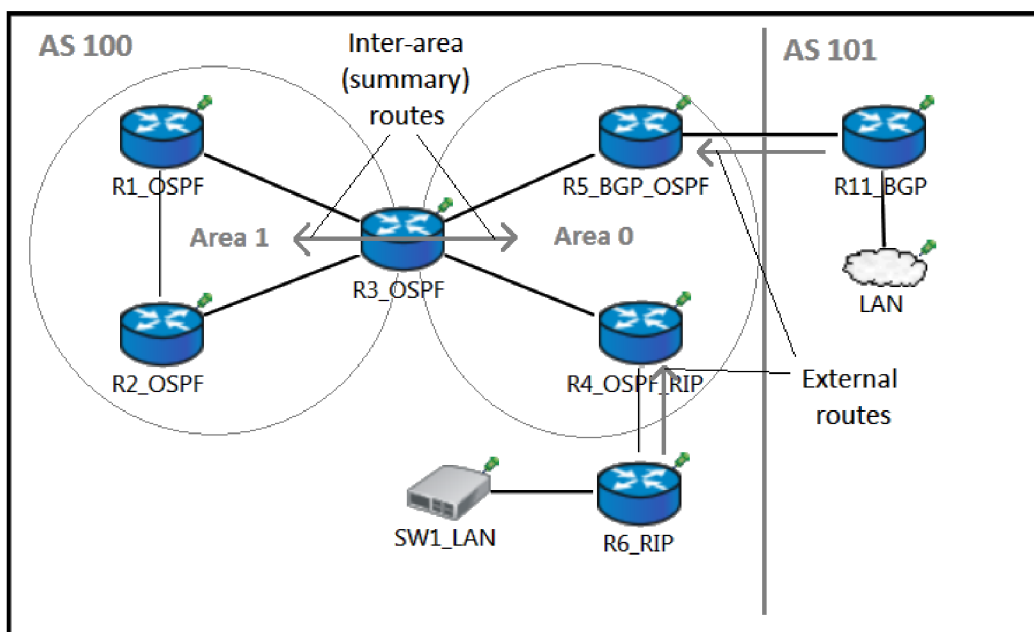 AS 100
Inter-area
(summary)
routes
AS 101
R1_OSPF
R5_BGP_OSPF
R11_BGP
Area 1
Area 0
R3_OSPF
LAN
R2_OSPF
R4_OSPF_RIP
External
routes
SW1_LAN
R6_RIP